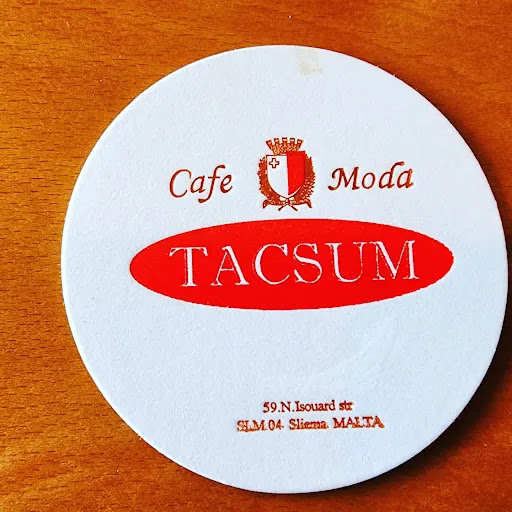 Cafe Moda
TACSUM
59.N.Isouard str
SLM 04 Sliema MALTA